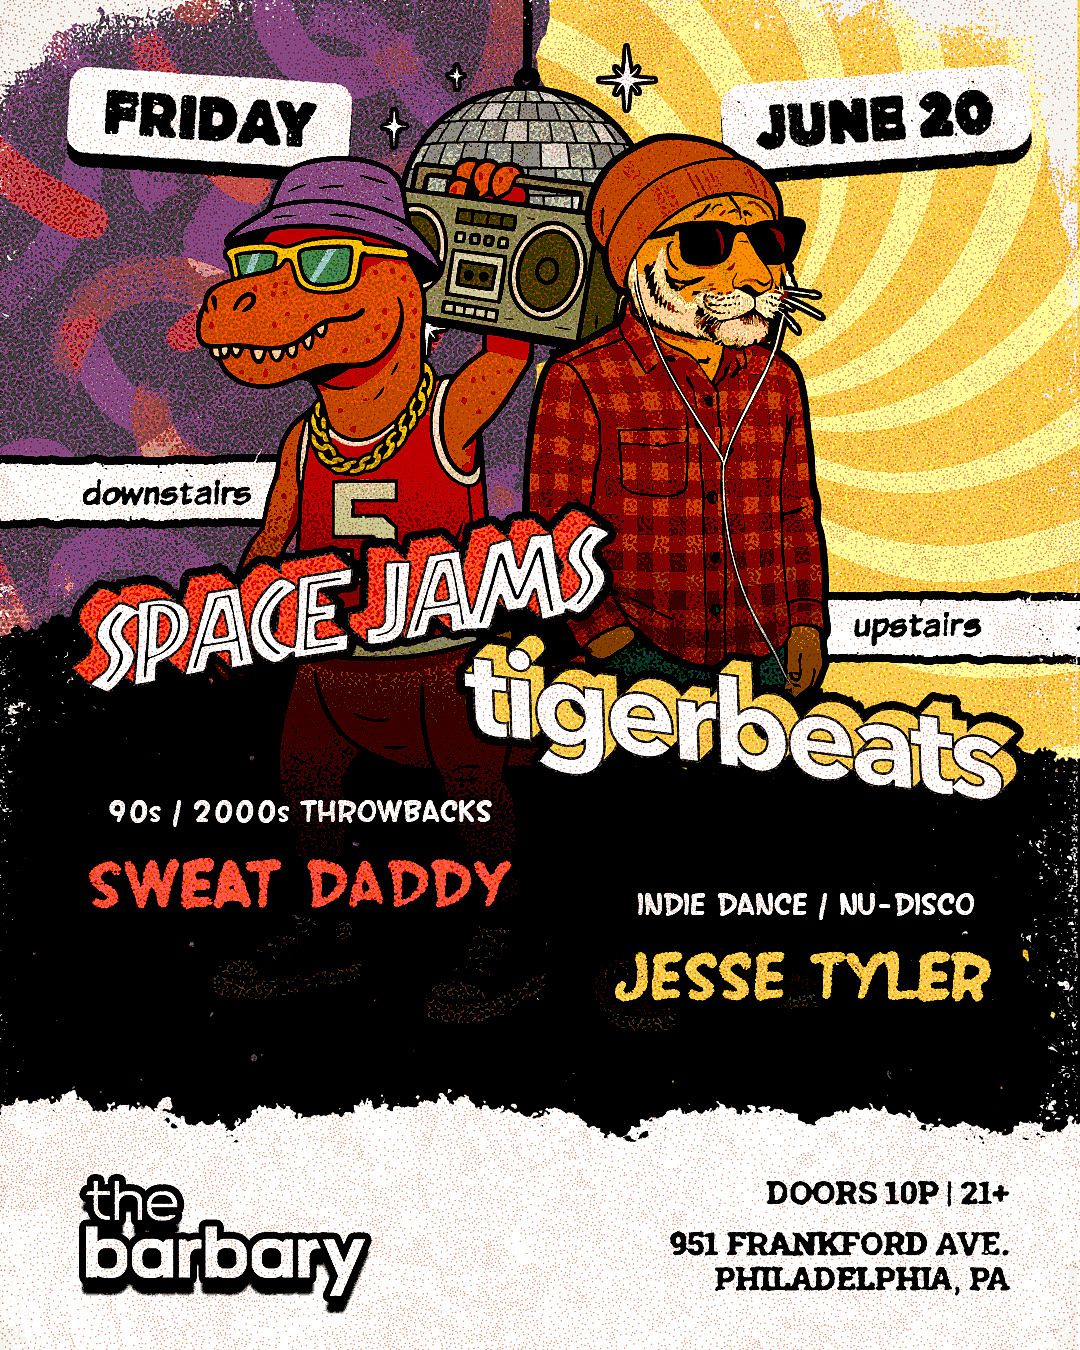 FRIDAY
JUNE 20
5
downstairs
SPACE JAMS
upstairs
tigerbeats
90s / 2000s THROWBACKS
SWEAT DADDY
INDIE DANCE / NU-DISCO
JESSE TYLER
the
barbary
DOORS 10P | 21+
951 FRANKFORD AVE.
PHILADELPHIA, PA